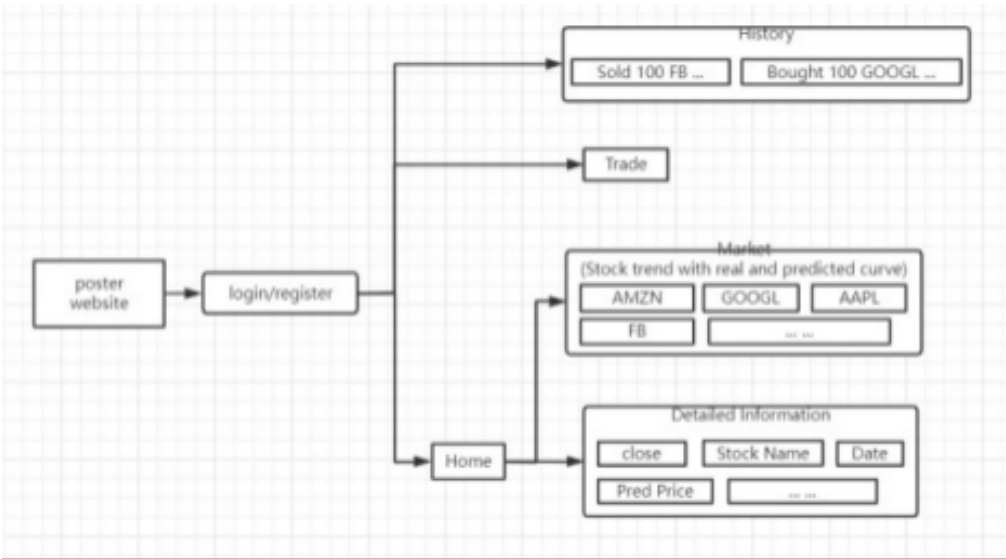 History
Sold 100 FB ...
Bought 100 GOOGL ...
Trade
poster
website
login/register
Market
(Stock trend with real and predicted curve)
AMZN
GOOGL
AAPL
FB
... ...
Home
Detailed Information
close
Stock Name
Date
Pred Price
... ...